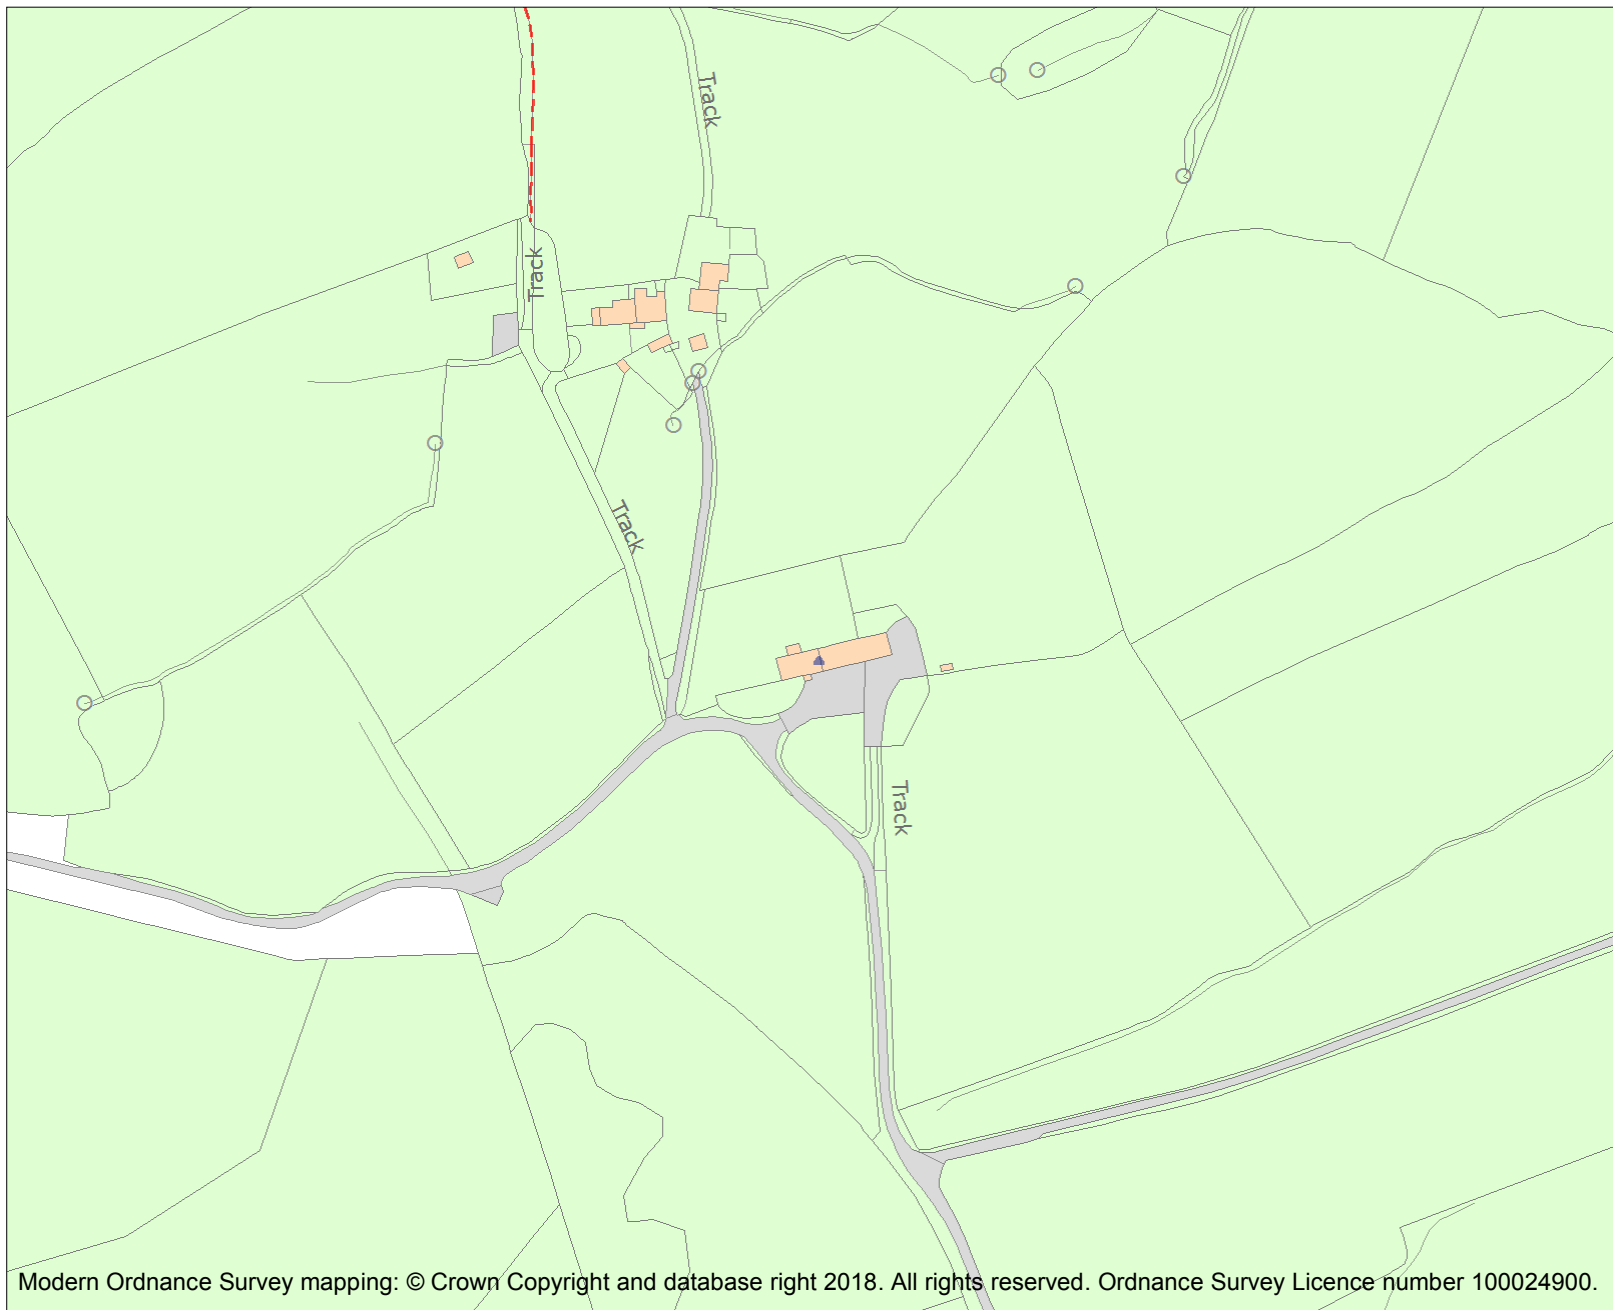 Track
Track
Track
Track
Modern Ordnance Survey mapping: © Crown Copyright and database right 2018. All rights reserved. Ordnance Survey Licence number 100024900.